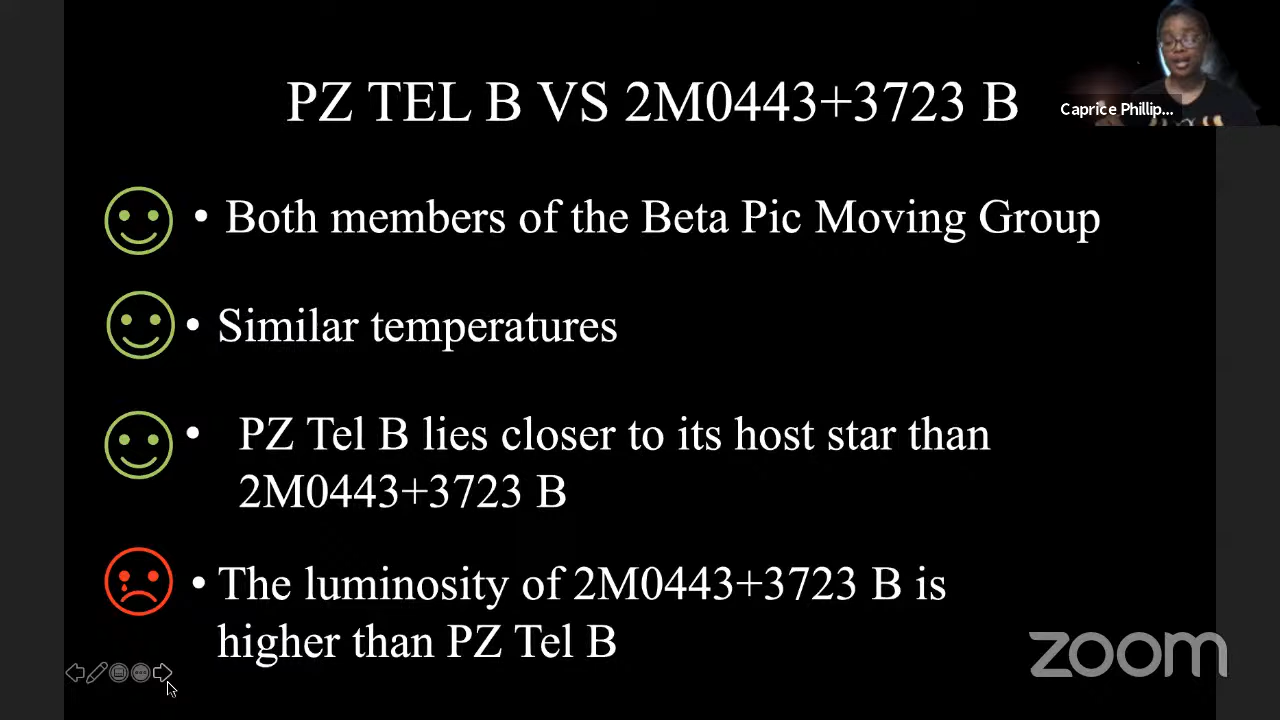 PZ TEL B VS 2M0443+3723 B
Caprice Phillip...
• Both members of the Beta Pic Moving Group
• Similar temperatures
• PZ Tel B lies closer to its host star than
2M0443+3723 B
• The luminosity of 2M0443+3723 B is
higher than PZ Tel B
zoom